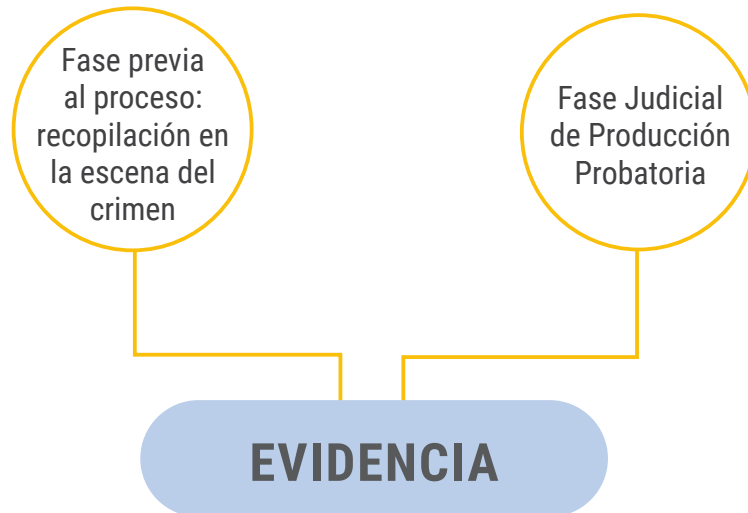 Fase previa
al proceso:
recopilación en
la escena del
crimen
Fase Judicial
de Producción
Probatoria
EVIDENCIA